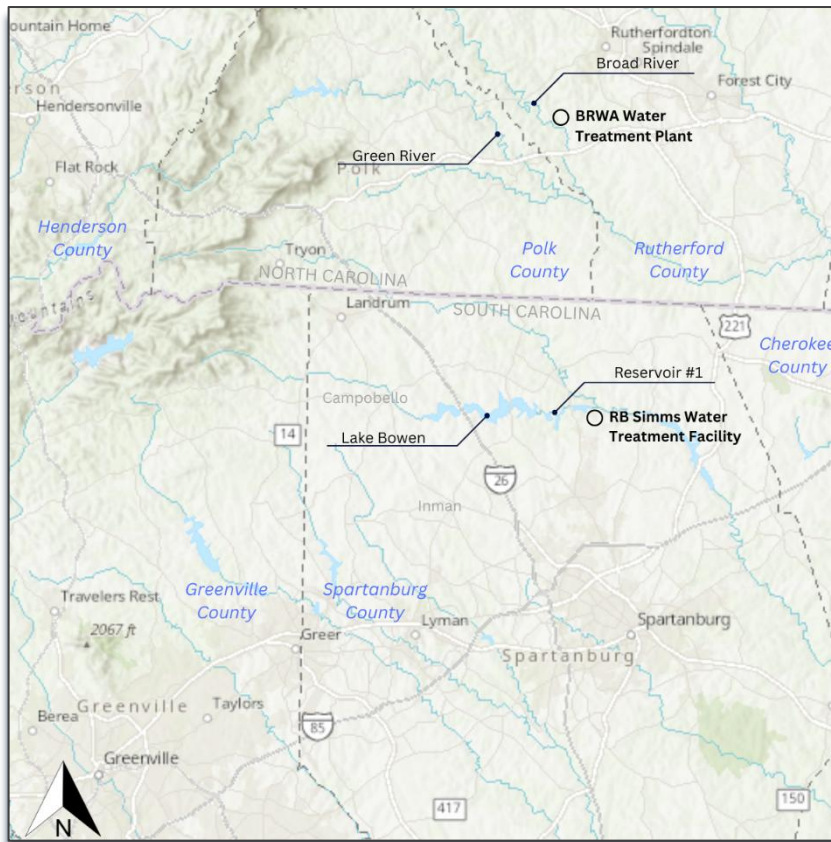 ountain Home
Rutherfordton
Spindale
Broad River
Forest City
erson
Hendersonville
BRWA Water
Treatment Plant
Green River
Polk
Flat Rock
Henderson
County
Polk
County
Rutherford
County
Tryon
NORTH CAROLINA
ountains
Landrum
SOUTH CAROLINA
221
Cherokee
County
Reservoir #1
Campobello
RB Simms Water
Treatment Facility
14
Lake Bowen
26
Inman
Greenville
County
Spartanburg
County
Travelers Rest
2067 ft
Lyman
Spartanburg
Greer
Spartanburg
Greenville
Taylors
Berea
85
Greenville
N
417
150